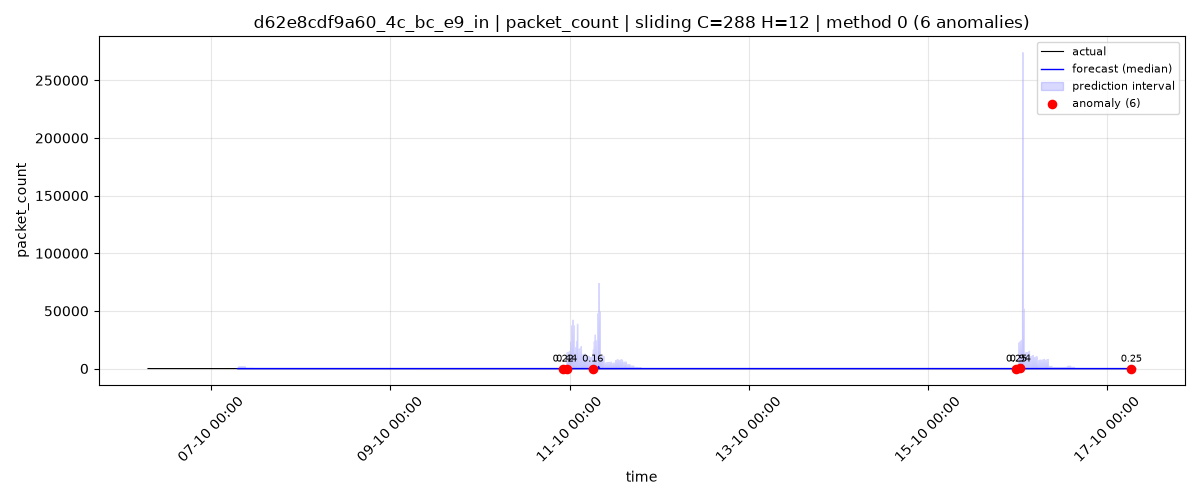 d62e8cdf9a60_4c_bc_e9_in | packet_count | sliding C=288 H=12 | method 0 (6 anomalies)
actual
forecast (median)
prediction interval
anomaly (6)
packet_count
250000
200000
150000
100000
50000
0
0.16
0.25
07-10 00:00
09-10 00:00
11-10 00:00
13-10 00:00
15-10 00:00
17-10 00:00
time